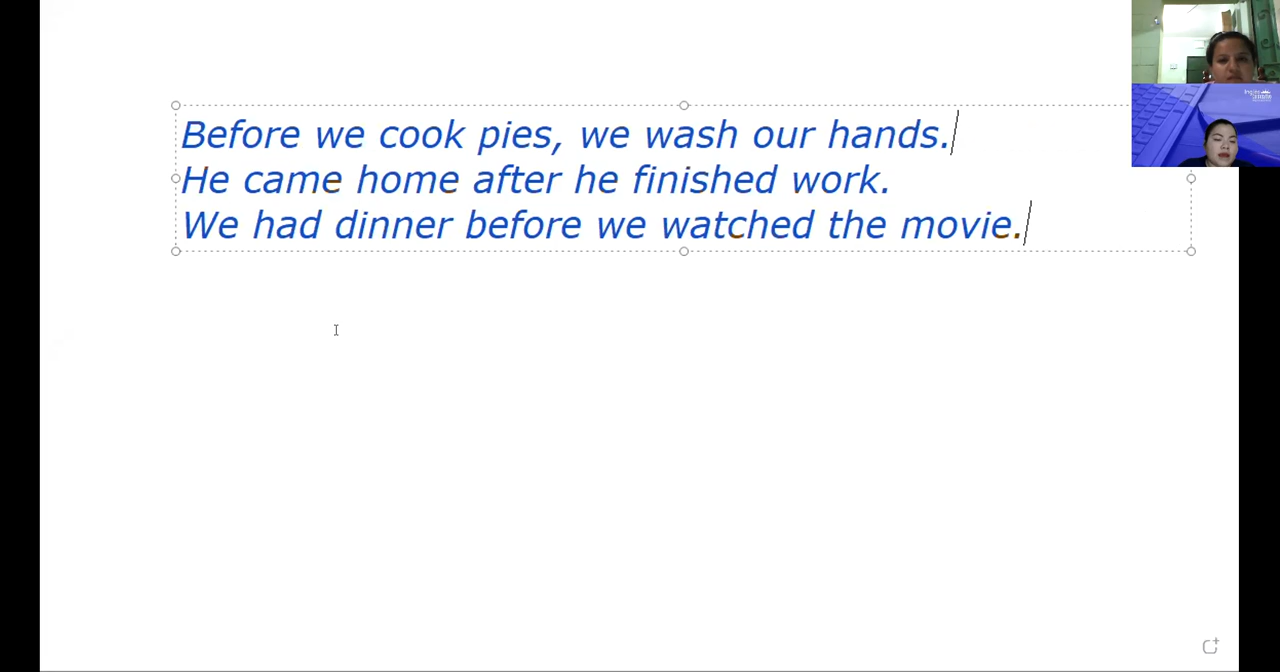 Before we cook pies, we wash our hands.
He came home after he finished work.
We had dinner before we watched the movie.